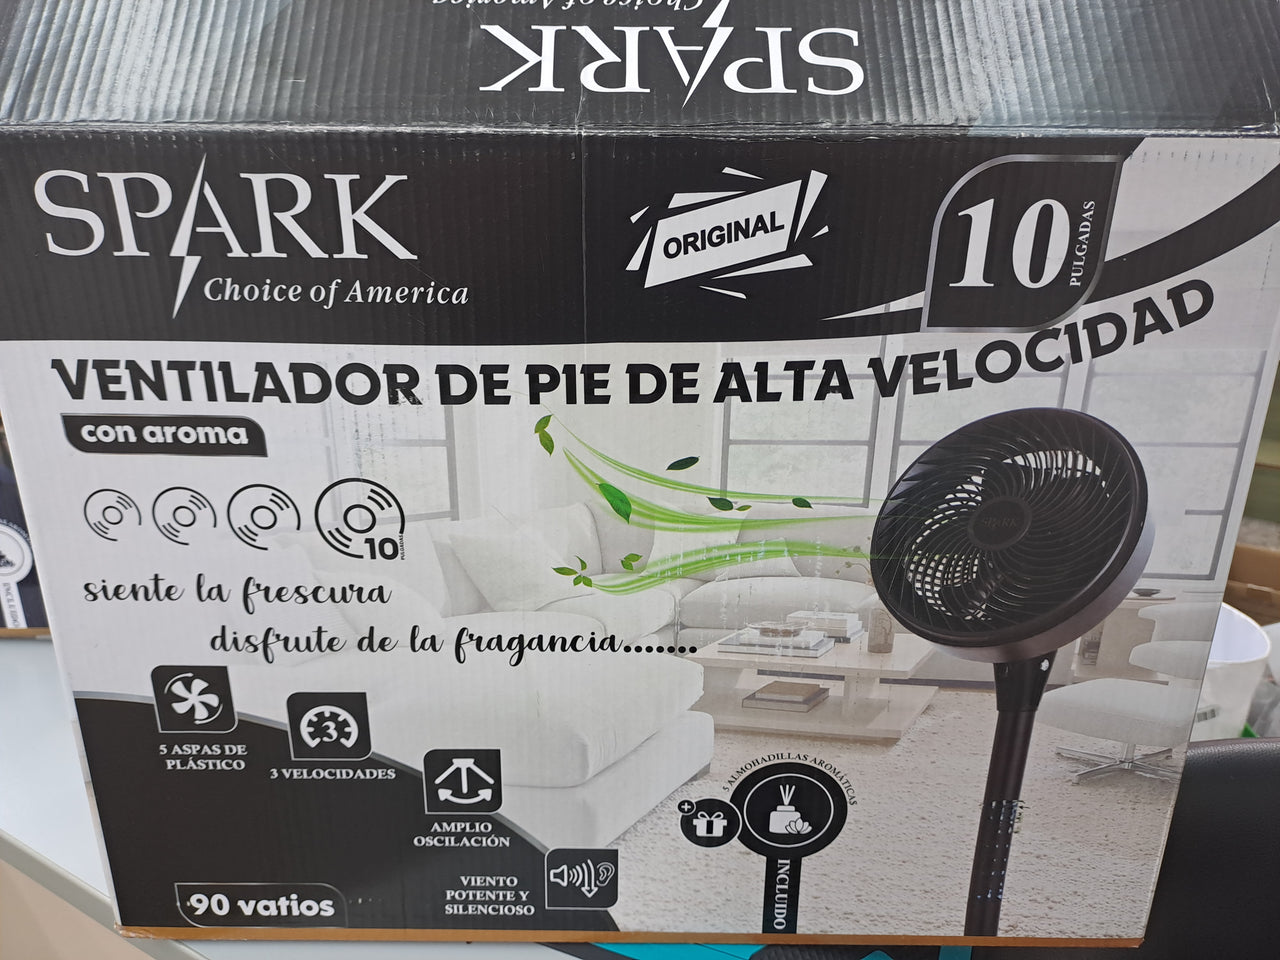 Choice of America
SPARK
SPARK
Choice of America
ORIGINAL
10
PULGADAS
VENTILADOR DE PIE DE ALTA VELOCIDAD
con aroma
10
PULGADAS
siente la frescura
disfrute de la fragancia.......
SPARK
5 ASPAS DE
PLÁSTICO
3
3 VELOCIDADES
AMPLIO
OSCILACIÓN
VIENTO
POTENTE Y
SILENCIOSO
90 vatios
5 ALMOHADILLAS AROMÁTICAS
+
INCLUIDO